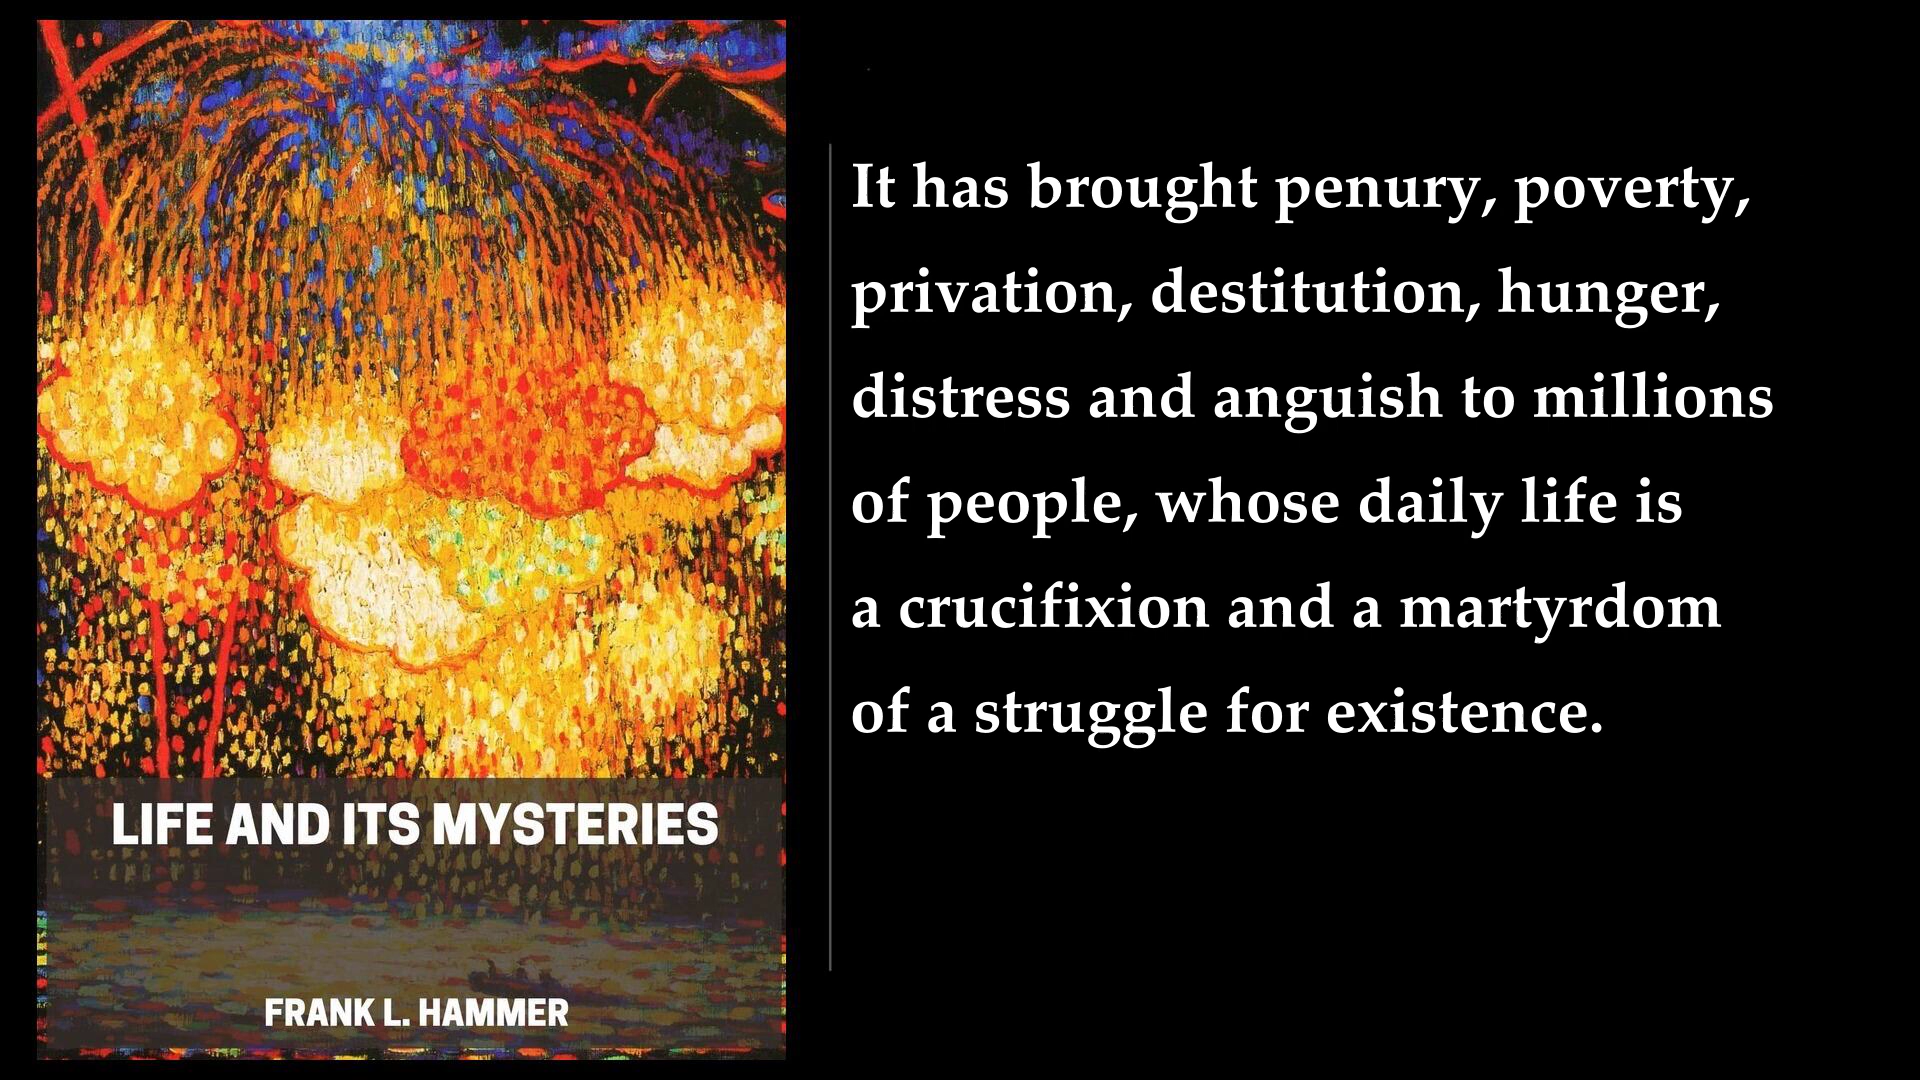 LIFE AND ITS MYSTERIES
FRANK L. HAMMER
It has brought penury, poverty,
privation, destitution, hunger,
distress and anguish to millions
of people, whose daily life is
a crucifixion and a martyrdom
of a struggle for existence.